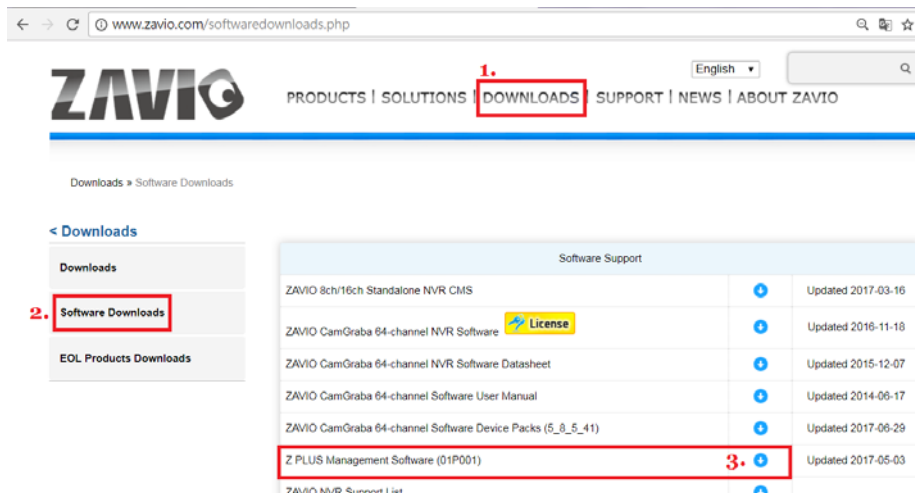 www.zavio.com/softwaredownloads.php
1.
English
ZAVIO
PRODUCTS | SOLUTIONS | DOWNLOADS | SUPPORT | NEWS | ABOUT ZAVIO
Downloads » Software Downloads
< Downloads
Downloads
2. Software Downloads
EOL Products Downloads
Software Support
ZAVIO 8ch/16ch Standalone NVR CMS Updated 2017-03-16
ZAVIO CamGraba 64-channel NVR Software License Updated 2016-11-18
ZAVIO CamGraba 64-channel NVR Software Datasheet Updated 2015-12-07
ZAVIO CamGraba 64-channel Software User Manual Updated 2014-06-17
ZAVIO CamGraba 64-channel Software Device Packs (5_8_5_41) Updated 2017-06-29
Z PLUS Management Software (01P001) 3. Updated 2017-05-03
ZAVIO NVR Support List